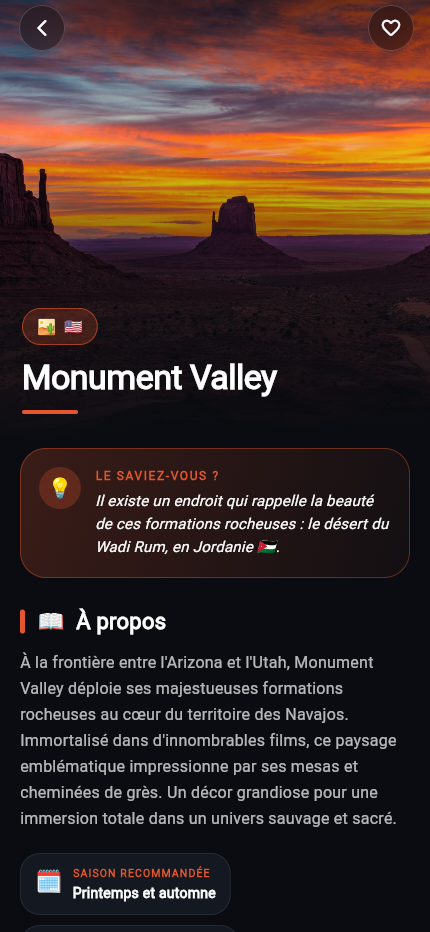 Monument Valley
LE SAVIEZ-VOUS ?
Il existe un endroit qui rappelle la beauté
de ces formations rocheuses : le désert du
Wadi Rum, en Jordanie 🇯🇴.
À propos
À la frontière entre l'Arizona et l'Utah, Monument
Valley déploie ses majestueuses formations
rocheuses au cœur du territoire des Navajos.
Immortalisé dans d'innombrables films, ce paysage
emblématique impressionne par ses mesas et
cheminées de grès. Un décor grandiose pour une
immersion totale dans un univers sauvage et sacré.
SAISON RECOMMANDÉE
Printemps et automne